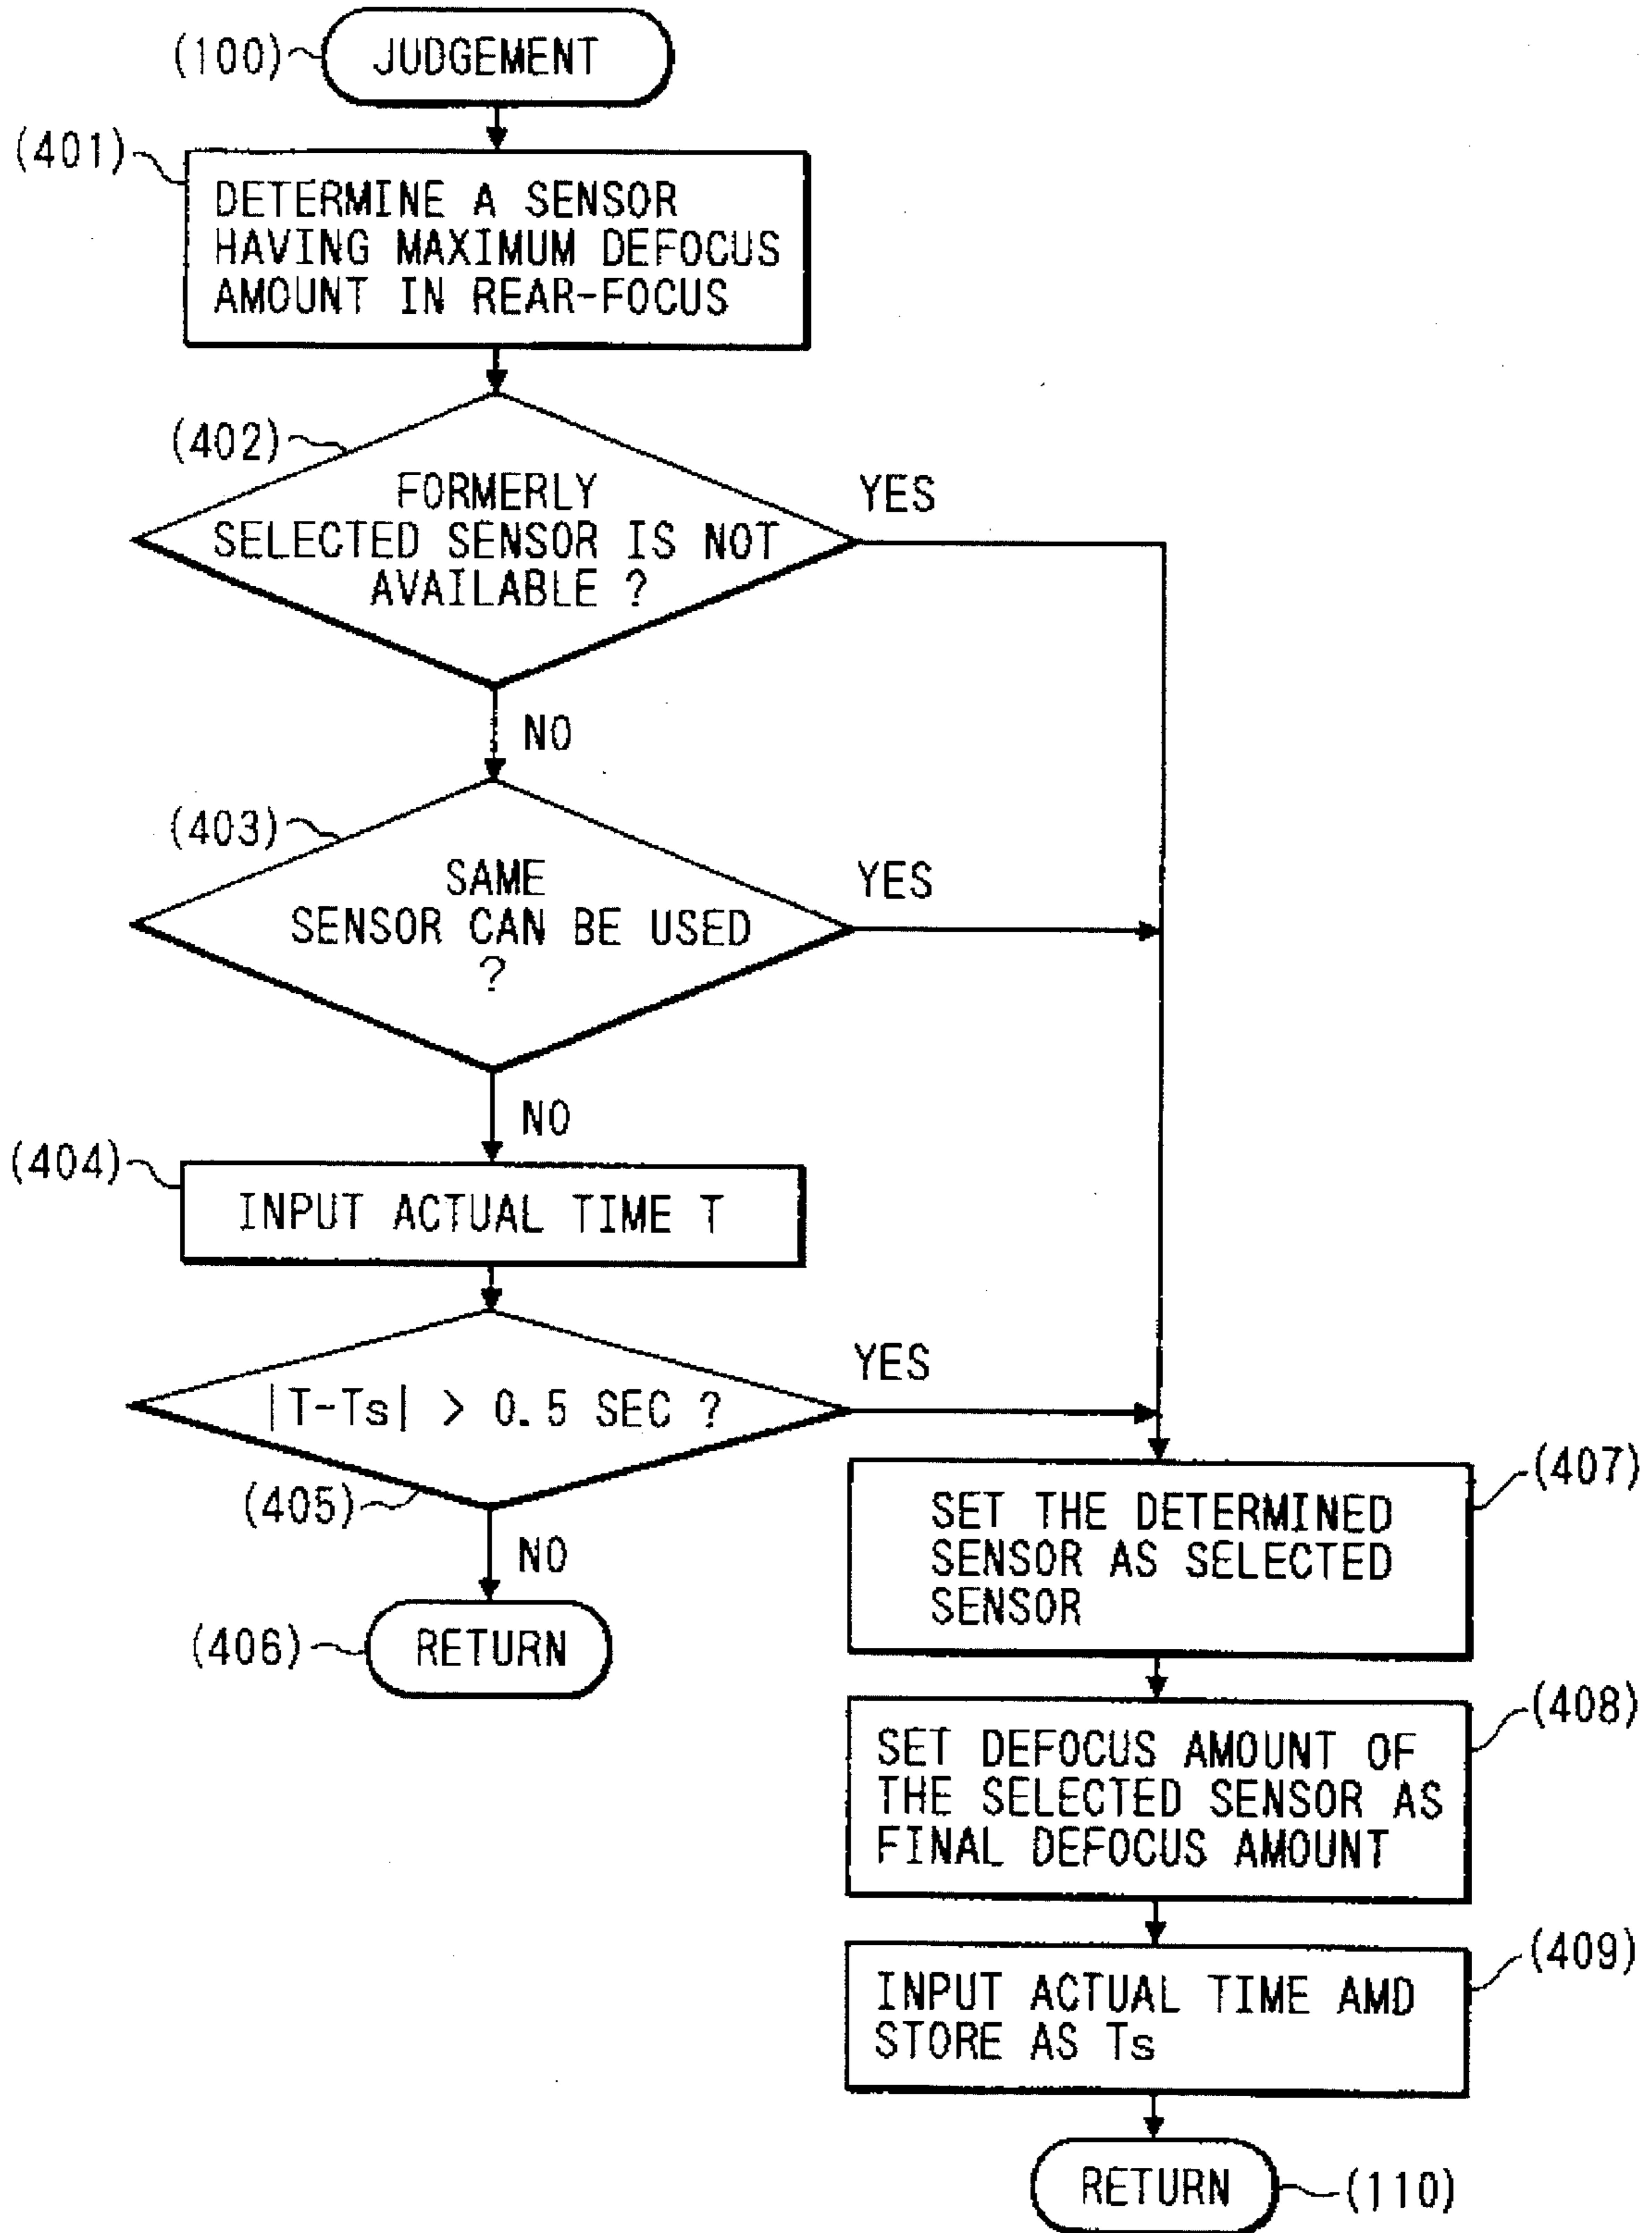 (100)
JUDGEMENT
(401)
DETERMINE A SENSOR
HAVING MAXIMUM DEFOCUS
AMOUNT IN REAR-FOCUS
(402)
FORMERLY
SELECTED SENSOR IS NOT
AVAILABLE ?
YES
NO
(403)
SAME
SENSOR CAN BE USED
?
YES
NO
(404)
INPUT ACTUAL TIME T
|T-Ts| > 0.5 SEC ?
YES
(405)
NO
(406)
RETURN
(407)
SET THE DETERMINED
SENSOR AS SELECTED
SENSOR
(408)
SET DEFOCUS AMOUNT OF
THE SELECTED SENSOR AS
FINAL DEFOCUS AMOUNT
(409)
INPUT ACTUAL TIME AMD
STORE AS Ts
RETURN
(110)